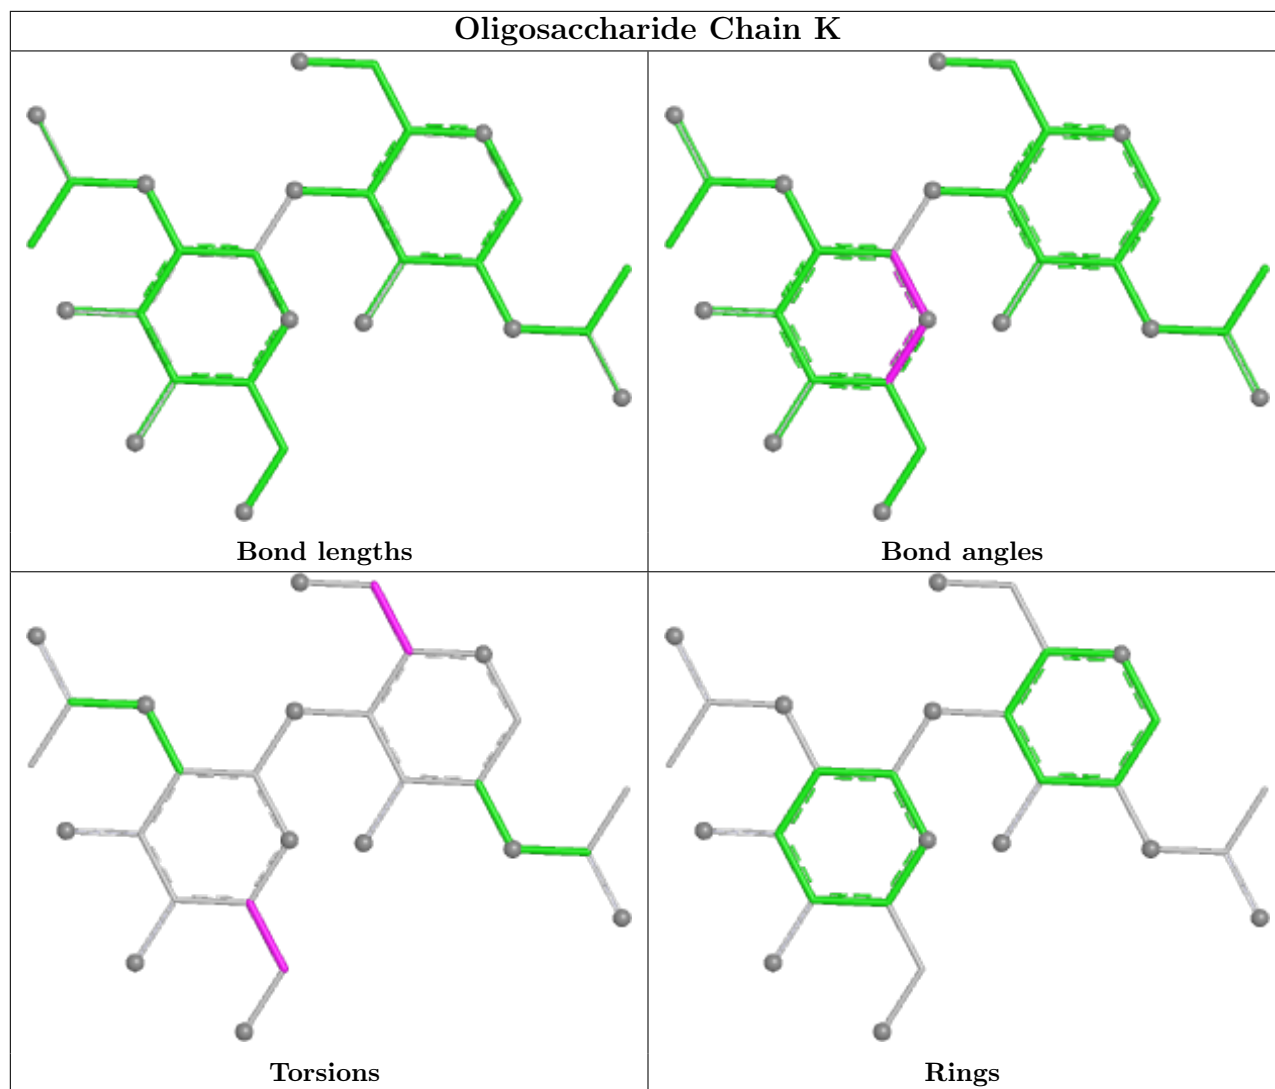 Oligosaccharide Chain K
Bond lengths
Bond angles
Torsions
Rings